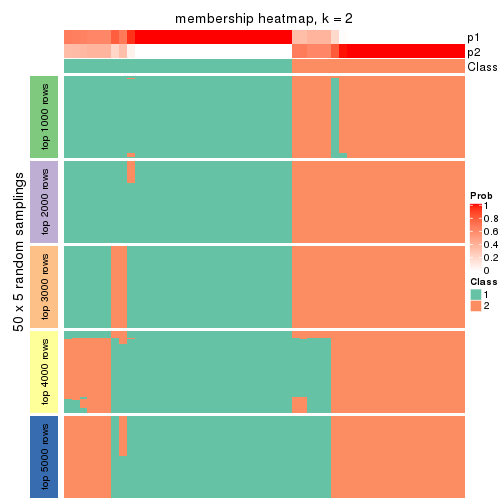 membership heatmap, k = 2
p1
p2
Class
50 x 5 random samplings
top 1000 rows
top 2000 rows
top 3000 rows
top 4000 rows
top 5000 rows
Prob
1
0.8
0.6
0.4
0.2
0
Class
1
2